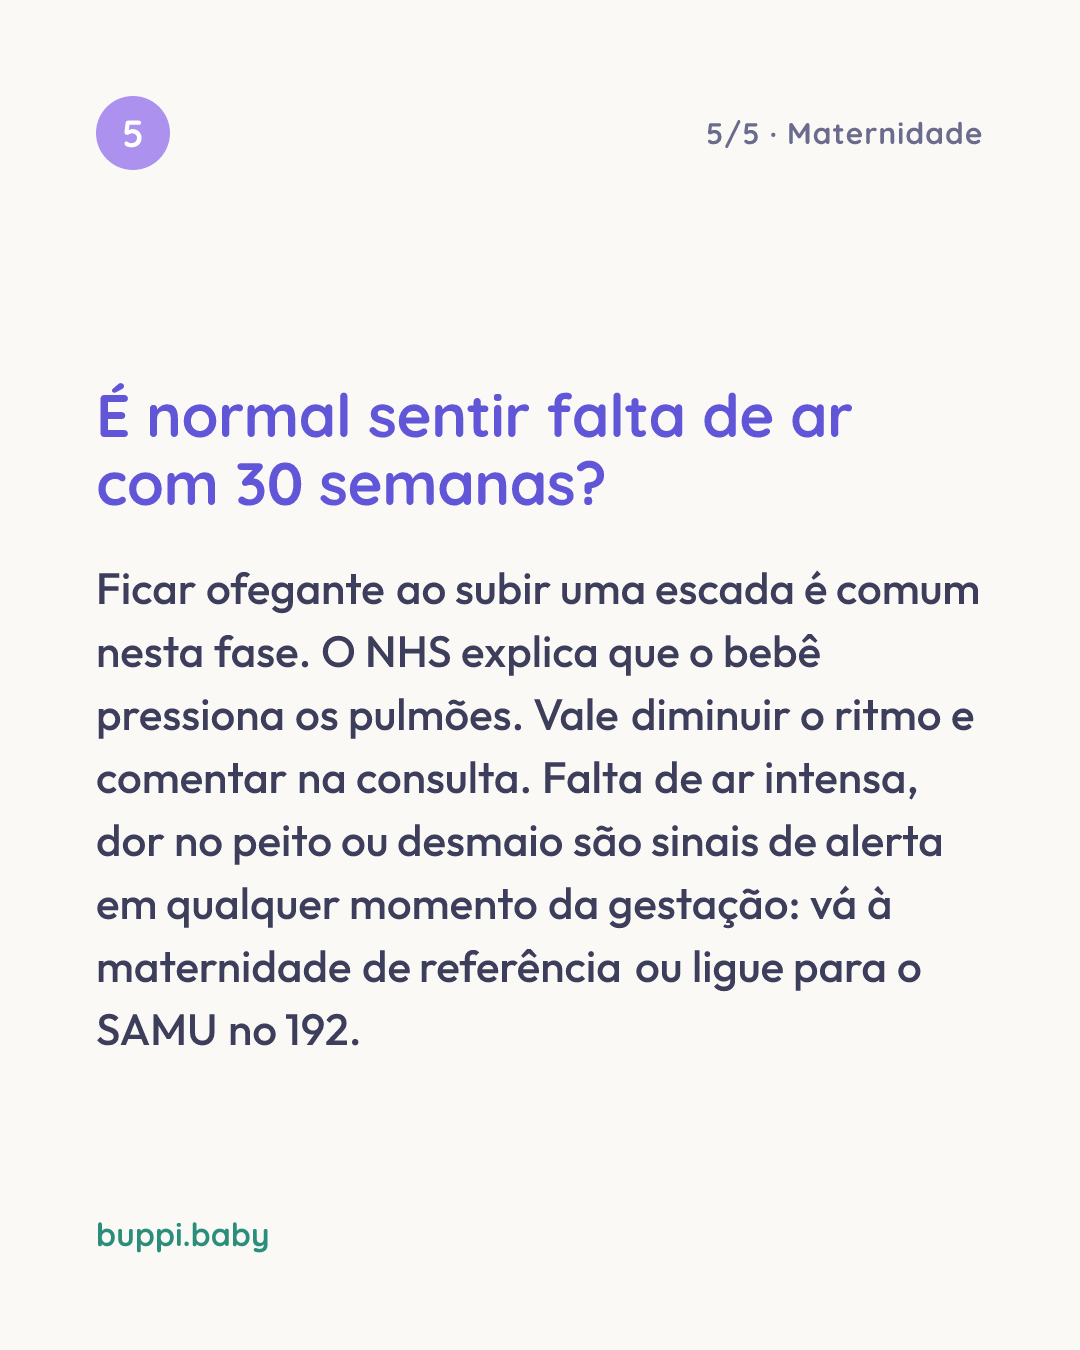 5
5/5 · Maternidade
É normal sentir falta de ar
com 30 semanas?
Ficar ofegante ao subir uma escada é comum
nesta fase. O NHS explica que o bebê
pressiona os pulmões. Vale diminuir o ritmo e
comentar na consulta. Falta de ar intensa,
dor no peito ou desmaio são sinais de alerta
em qualquer momento da gestação: vá à
maternidade de referência ou ligue para o
SAMU no 192.
buppi.baby